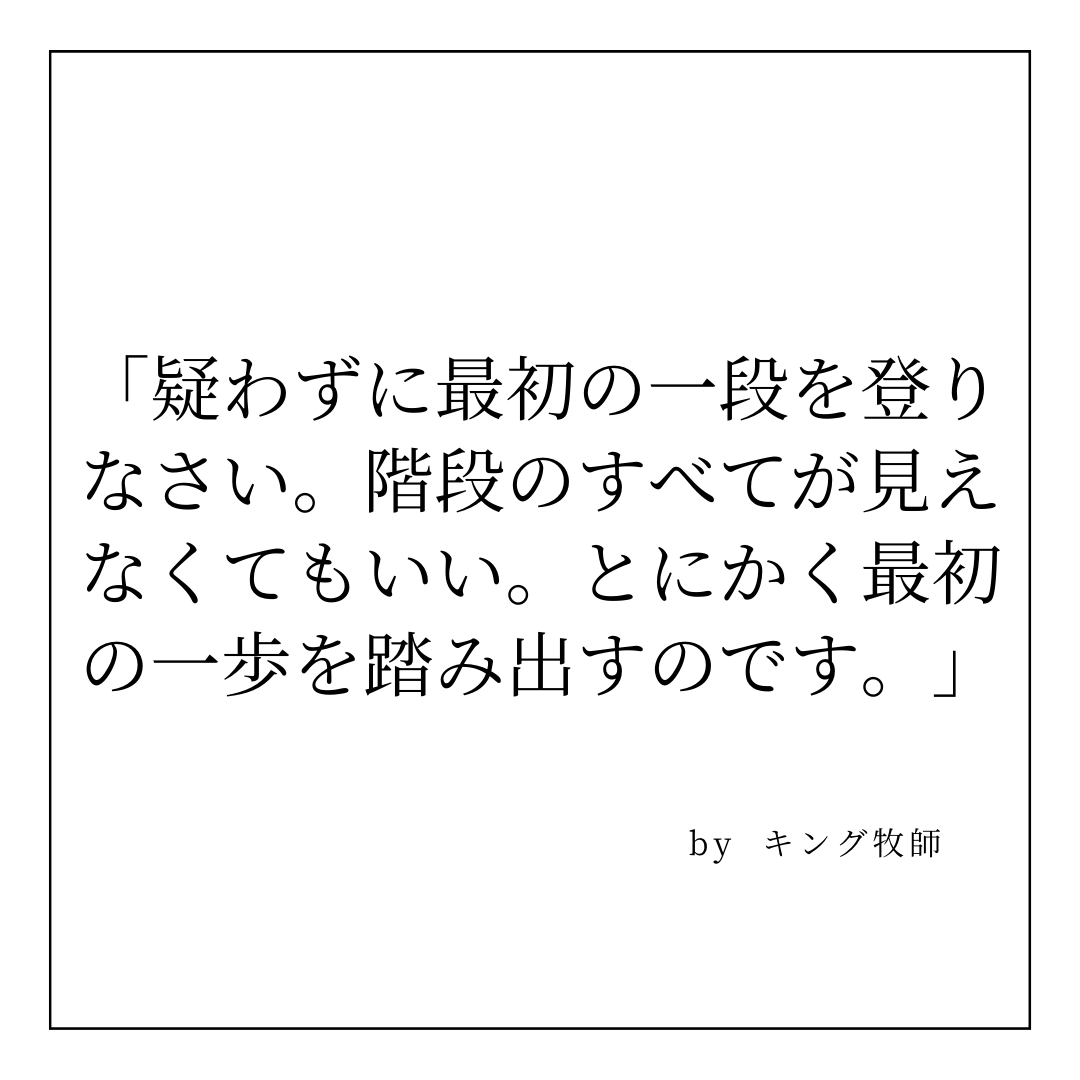 「疑わずに最初の一段を登り
なさい。階段のすべてが見え
なくてもいい。とにかく最初
の一歩を踏み出すのです。」
by キング牧師